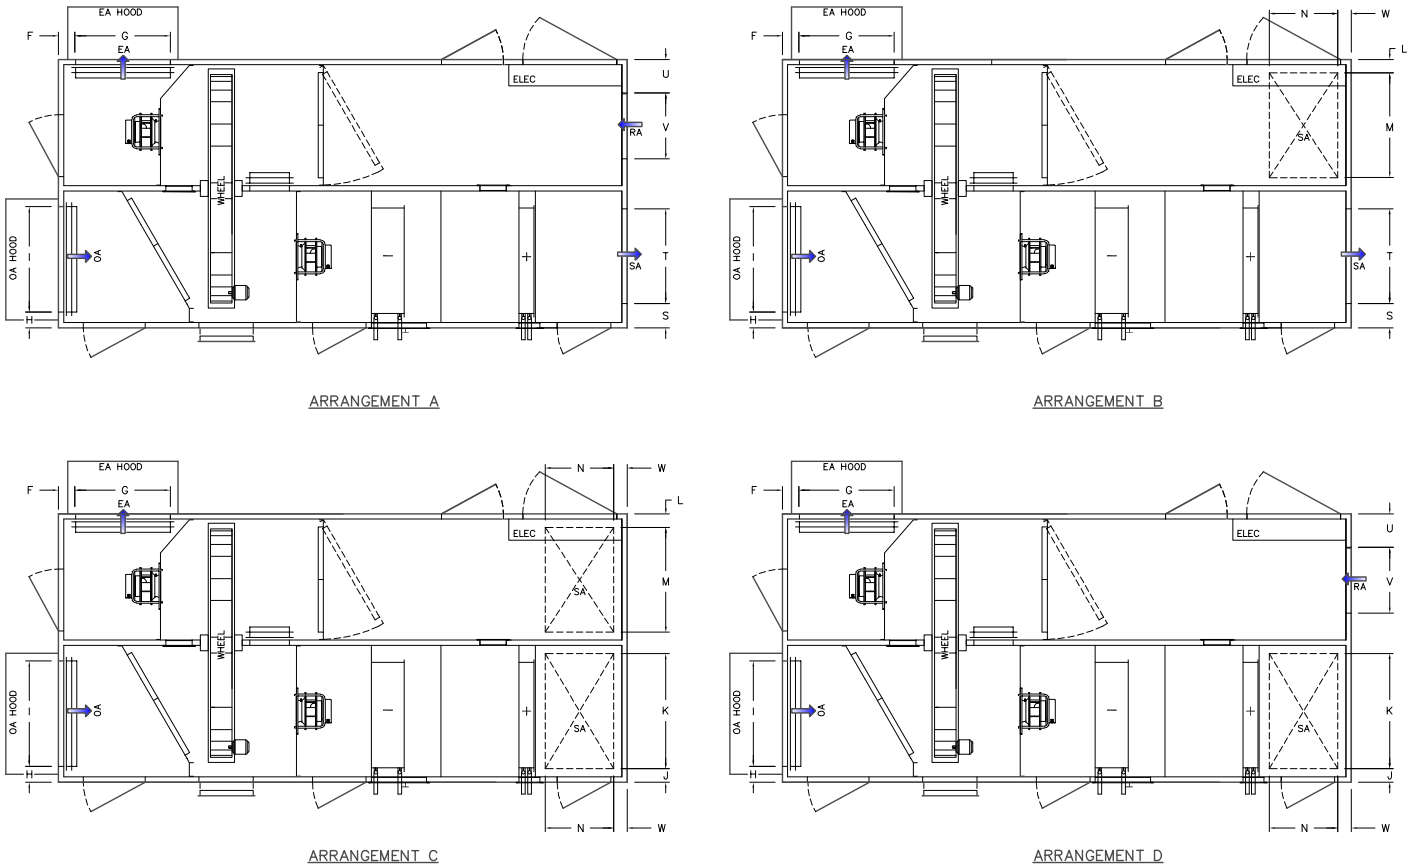 EA HOOD
F
G
EA
ELEC
U
V
RA
WHEEL
OA HOOD
OA
T
SA
H
S
ARRANGEMENT A
EA HOOD
N
W
F
G
L
EA
ELEC
M
SA
WHEEL
OA HOOD
OA
T
SA
H
S
ARRANGEMENT B
EA HOOD
N
W
F
G
L
EA
ELEC
M
SA
WHEEL
OA HOOD
OA
K
SA
H
J
N
W
ARRANGEMENT C
EA HOOD
F
G
EA
ELEC
U
V
RA
WHEEL
OA HOOD
OA
K
SA
H
J
N
W
ARRANGEMENT D